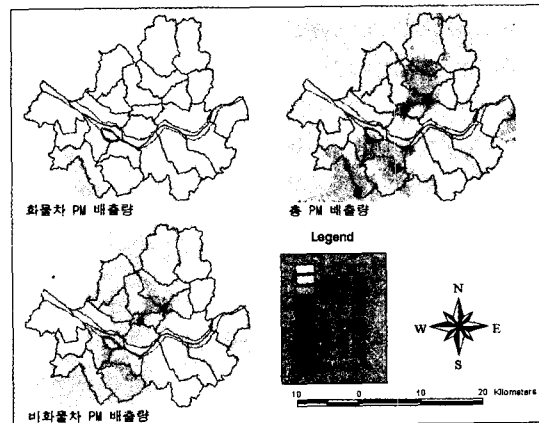 화물차 PM 배출량
총 PM 배출량
비화물차 PM 배출량
Legend
N
W E
S
10 0 10 20 Kilometers